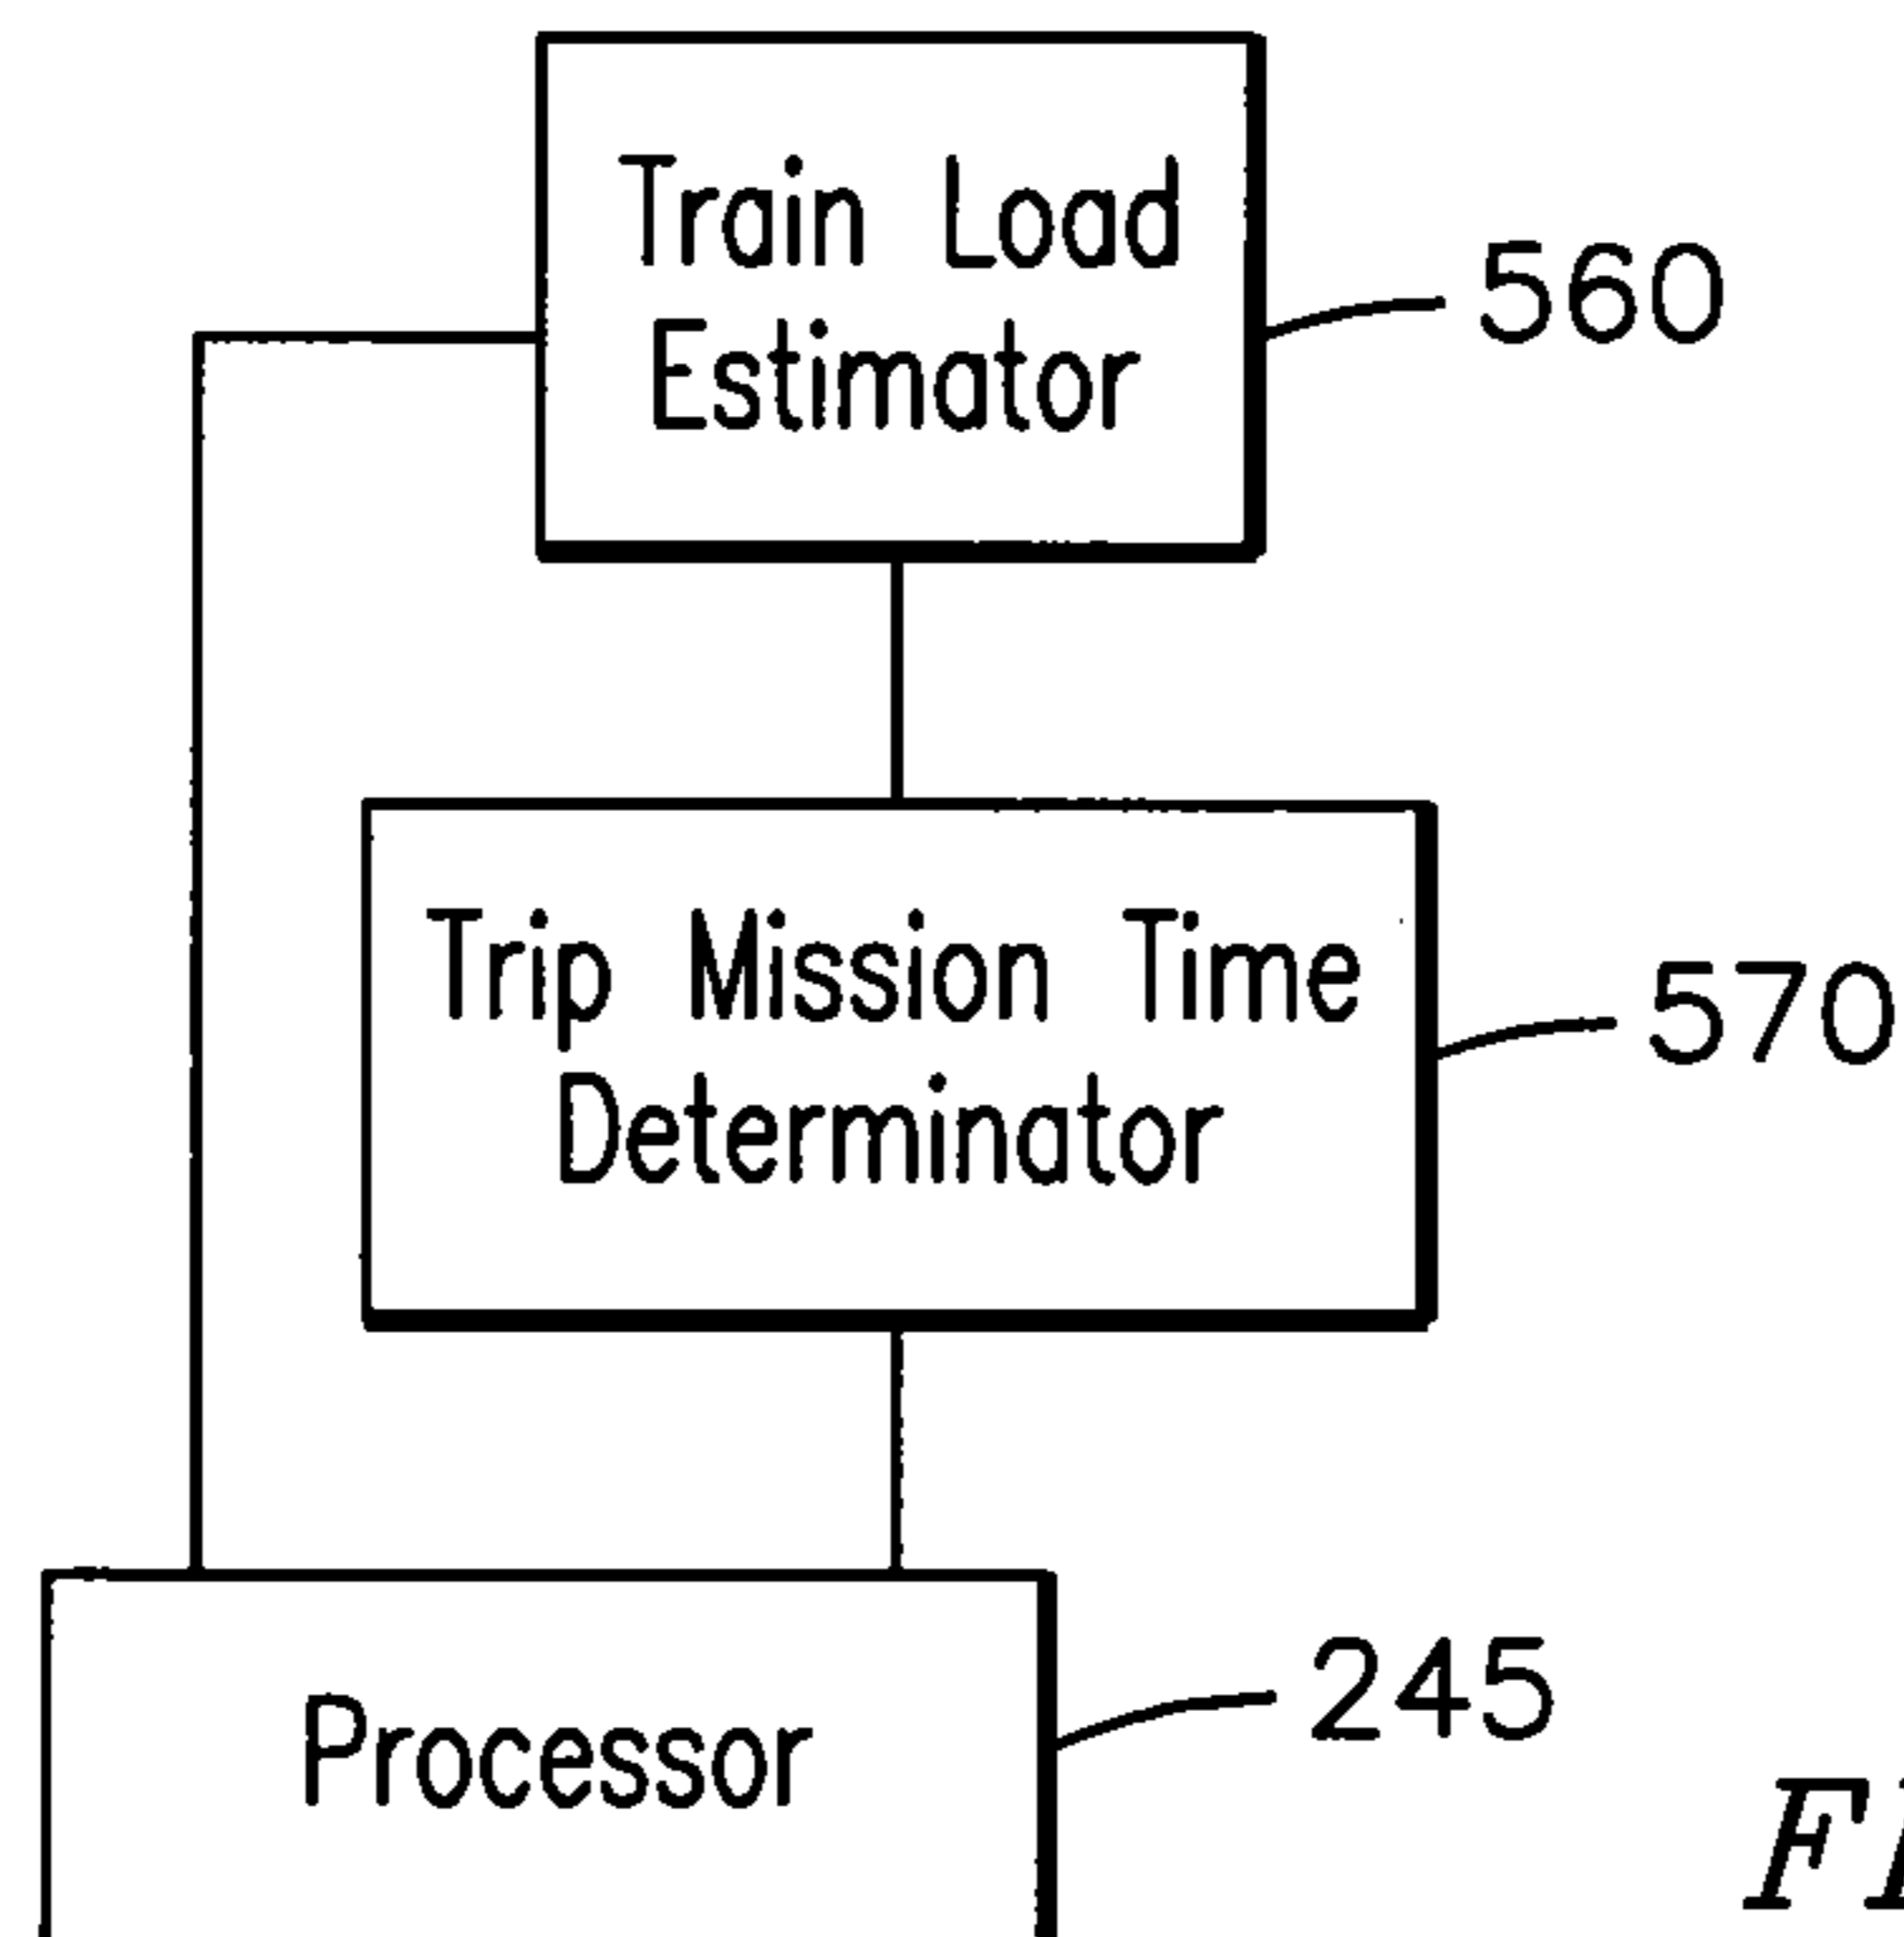 Train Load
Estimator
560
Trip Mission Time
Determinator
570
Processor
245